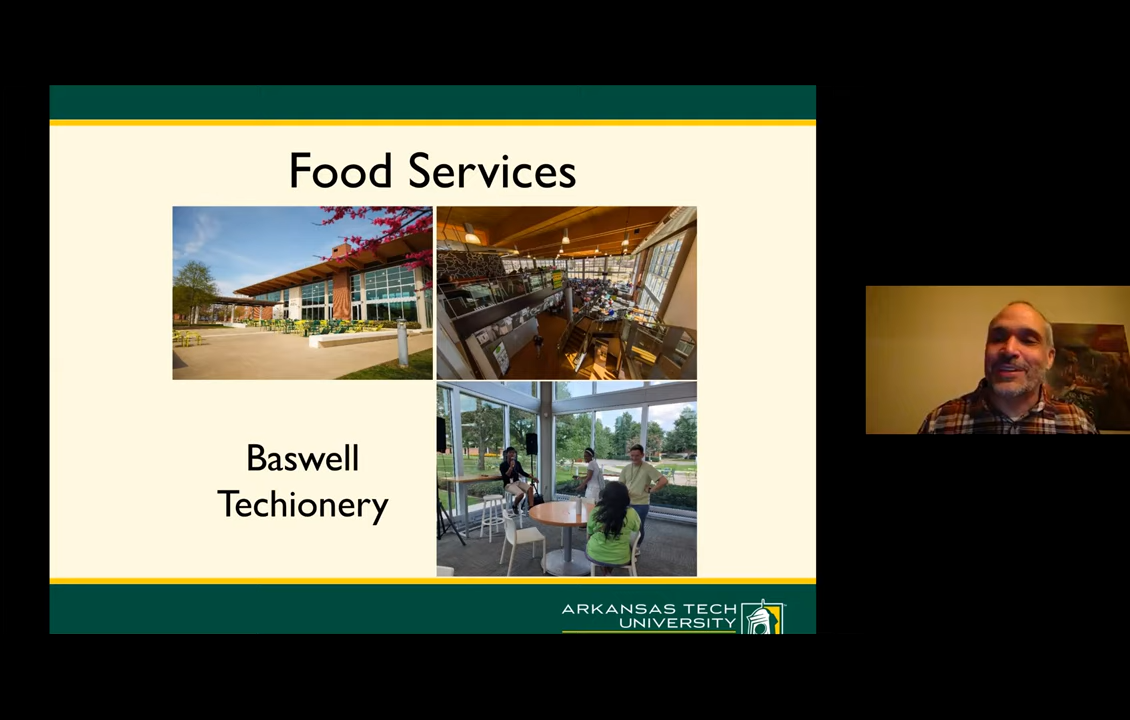 Food Services
Baswell
Techionery
ARKANSAS TECH
UNIVERSITY